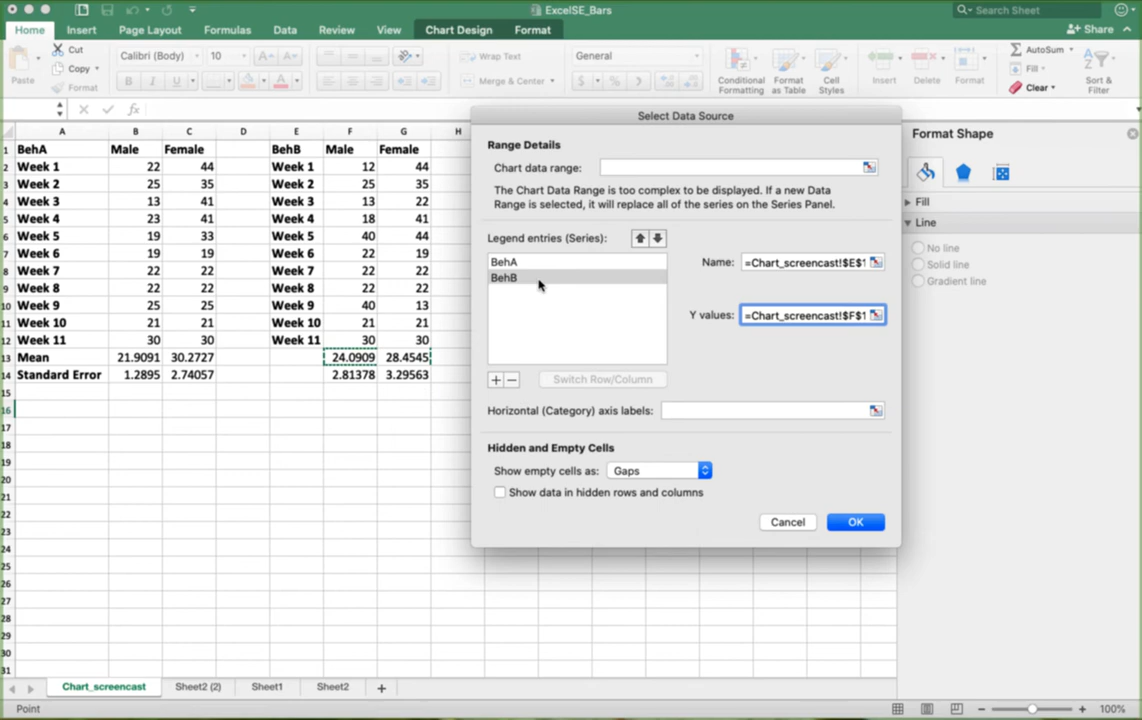 ExcelSE_Bars
Search Sheet
Home Insert Page Layout Formulas Data Review View Chart Design Format
Share
Paste
Cut
Copy
Format
Calibri (Body) 10
Wrap Text
Merge & Center
General
Conditional Formatting
Format as Table
Cell Styles
Insert
Delete
Format
AutoSum
Fill
Clear
Sort & Filter
fx
A B C D E F G H
1 BehA Male Female BehB Male Female
2 Week 1 22 44 Week 1 12 44
3 Week 2 25 35 Week 2 25 35
4 Week 3 13 41 Week 3 13 22
5 Week 4 23 41 Week 4 18 41
6 Week 5 19 33 Week 5 40 44
7 Week 6 19 19 Week 6 22 19
8 Week 7 22 22 Week 7 22 22
9 Week 8 22 22 Week 8 22 22
10 Week 9 25 25 Week 9 40 13
11 Week 10 21 21 Week 10 21 21
12 Week 11 30 30 Week 11 30 30
13 Mean 21.9091 30.2727 24.0909 28.4545
14 Standard Error 1.2895 2.74057 2.81378 3.29563
15
16
17
18
19
20
21
22
23
24
25
26
27
28
29
30
31
Select Data Source
Range Details
Chart data range:
The Chart Data Range is too complex to be displayed. If a new Data
Range is selected, it will replace all of the series on the Series Panel.
Legend entries (Series):
BehA
BehB
Name: =Chart_screencast!$E$1
Y values: =Chart_screencast!$F$1
+ −
Switch Row/Column
Horizontal (Category) axis labels:
Hidden and Empty Cells
Show empty cells as: Gaps
Show data in hidden rows and columns
Cancel OK
Format Shape
Fill
Line
No line
Solid line
Gradient line
Chart_screencast Sheet2 (2) Sheet1 Sheet2 +
Point
− + 100%